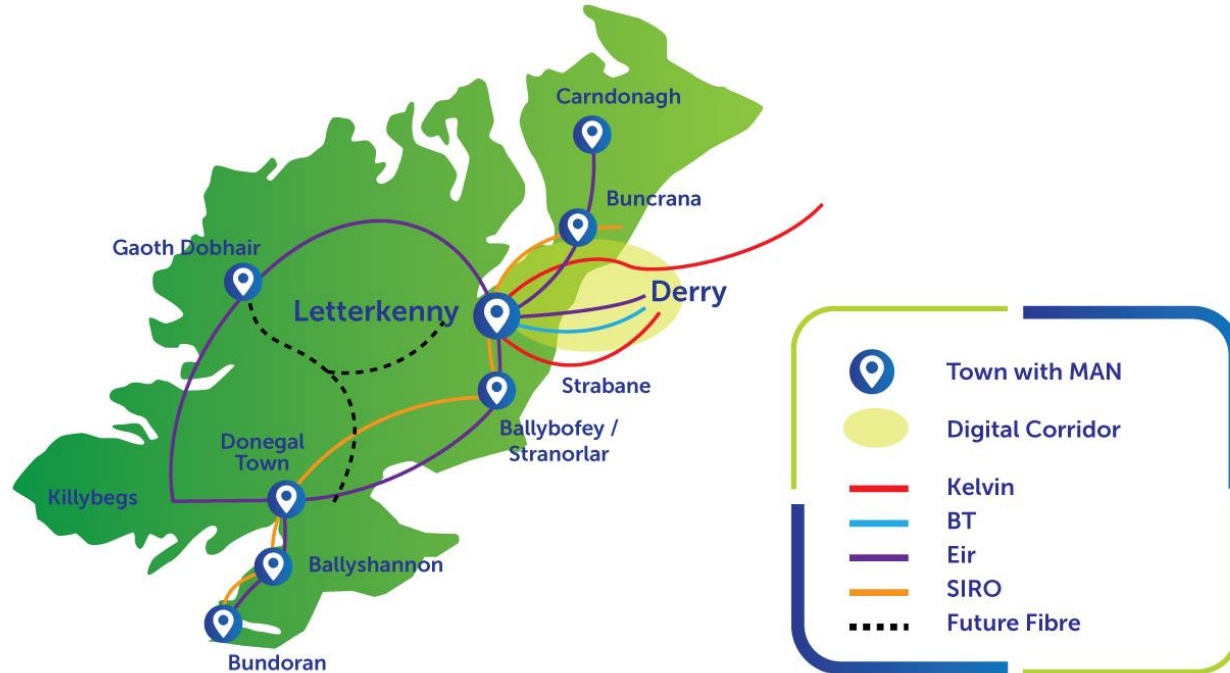 Carndonagh
Buncrana
Gaoth Dobhair
Letterkenny
Derry
Strabane
Ballybofey /
Stranorlar
Donegal
Town
Killybegs
Ballyshannon
Bundoran
Town with MAN
Digital Corridor
Kelvin
BT
Eir
SIRO
Future Fibre